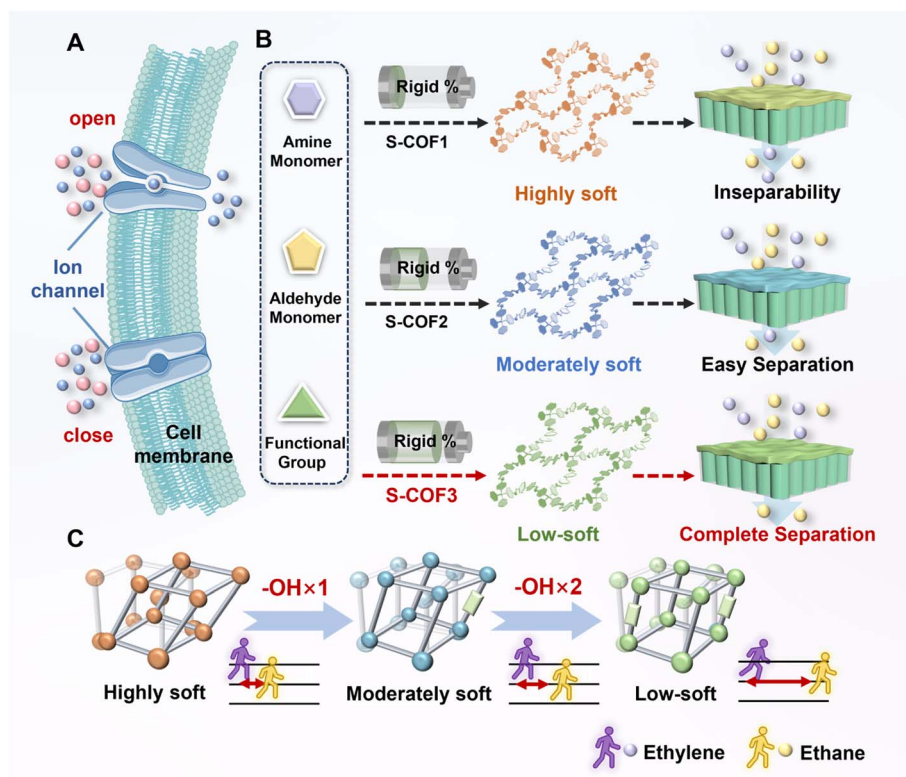 A
open
Ion
channel
close
Cell
membrane
B
Amine
Monomer
Aldehyde
Monomer
Functional
Group
Rigid %
S-COF1
Highly soft
Inseparability
Rigid %
S-COF2
Moderately soft
Easy Separation
Rigid %
S-COF3
Low-soft
Complete Separation
C
-OH×1
-OH×2
Highly soft
Moderately soft
Low-soft
Ethylene
Ethane